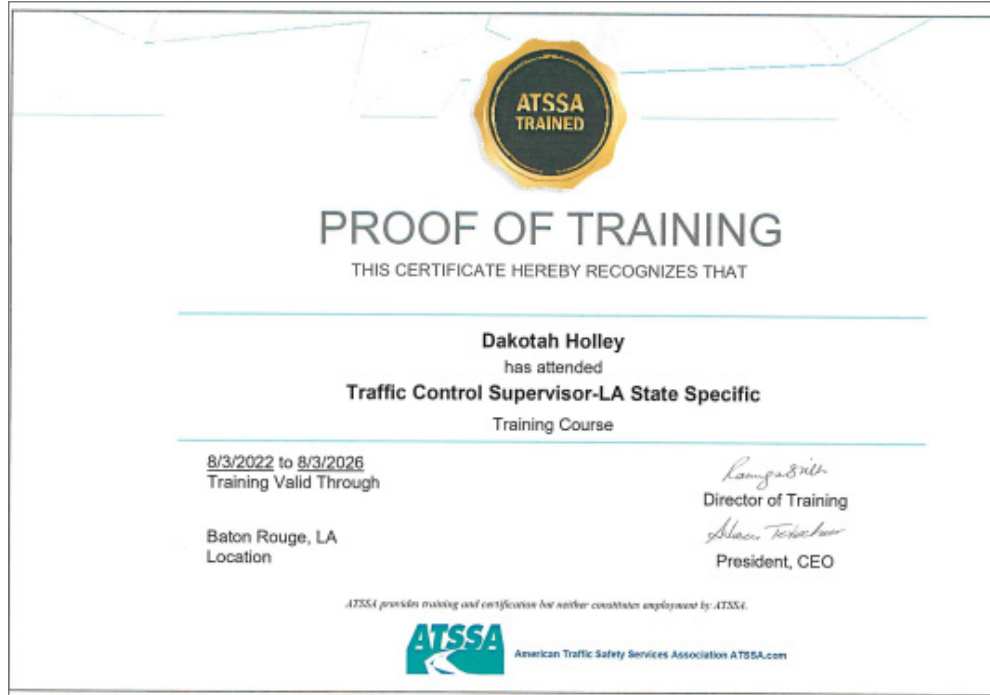 ATSSA
TRAINED
PROOF OF TRAINING
THIS CERTIFICATE HEREBY RECOGNIZES THAT
Dakotah Holley
has attended
Traffic Control Supervisor-LA State Specific
Training Course
8/3/2022 to 8/3/2026
Training Valid Through
Director of Training
Baton Rouge, LA
Location
President, CEO
ATSSA provides training and certification but neither constitutes employment by ATSSA.
ATSSA
American Traffic Safety Services Association ATSSA.com